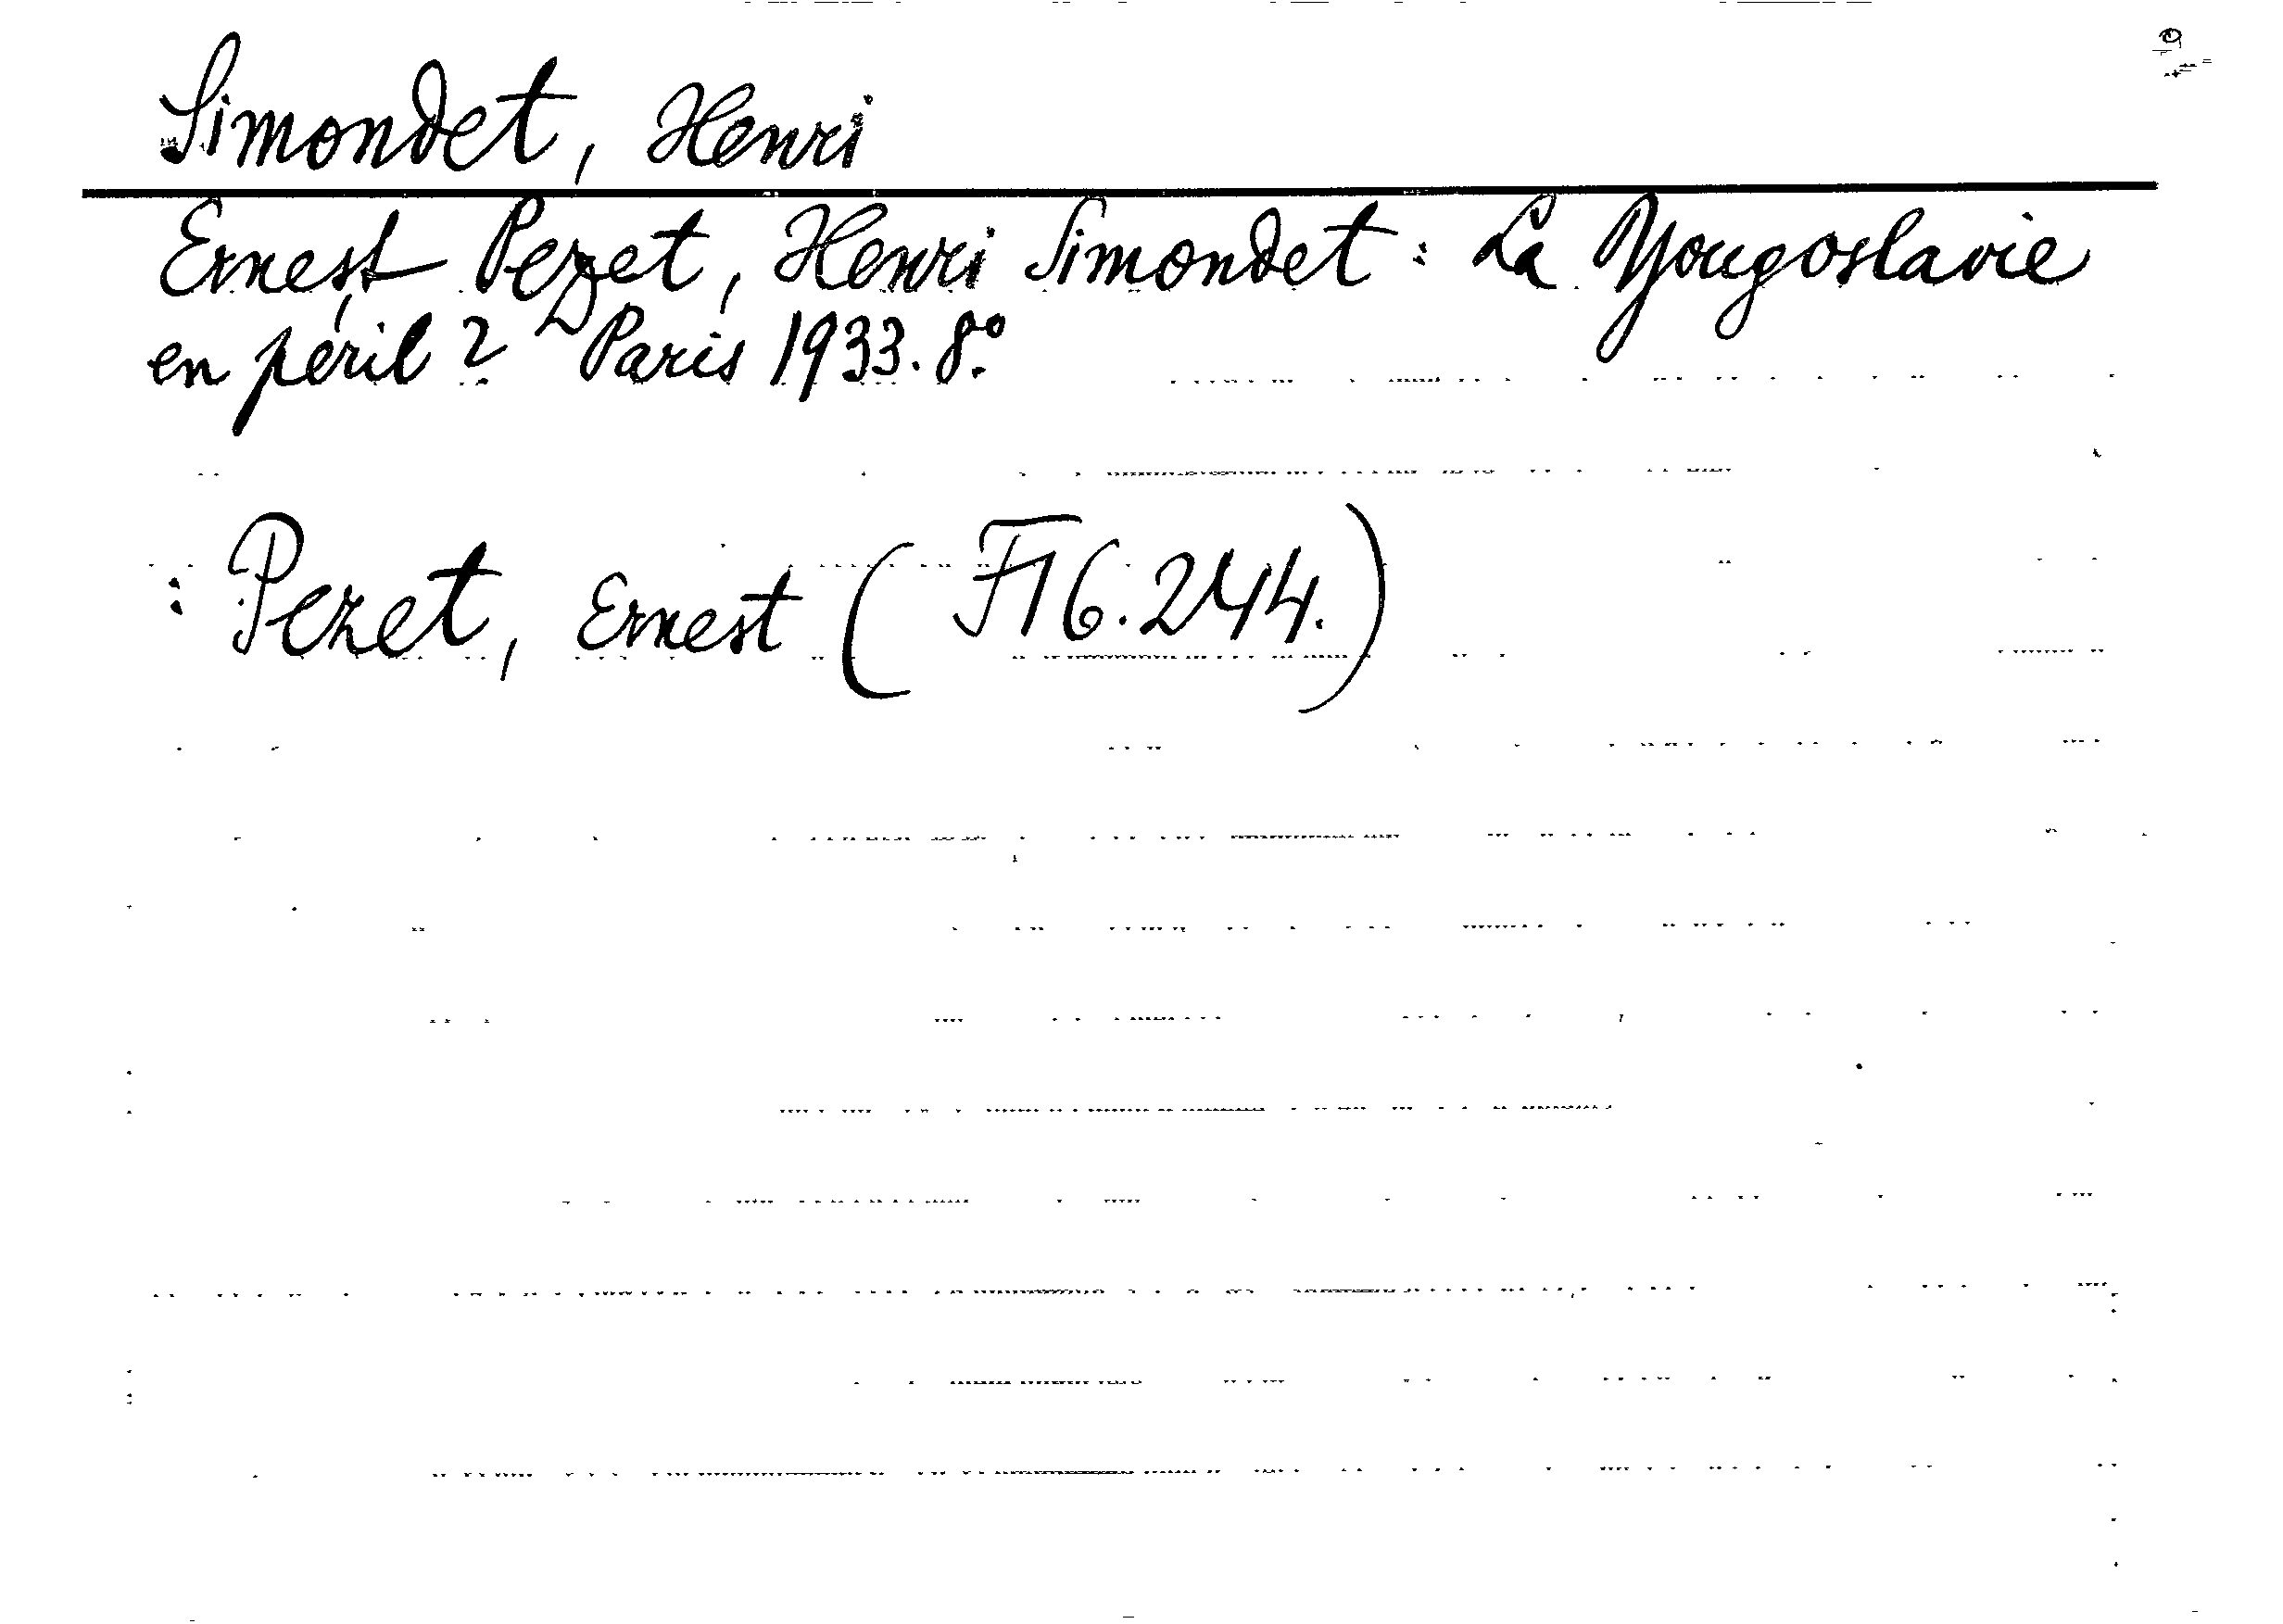 Simondet, Henri
Ernest Pezet, Henri Simondet: La Yougoslavie
en péril? Paris 1933. 8°.
: Pezet, Ernest (F16.244.)